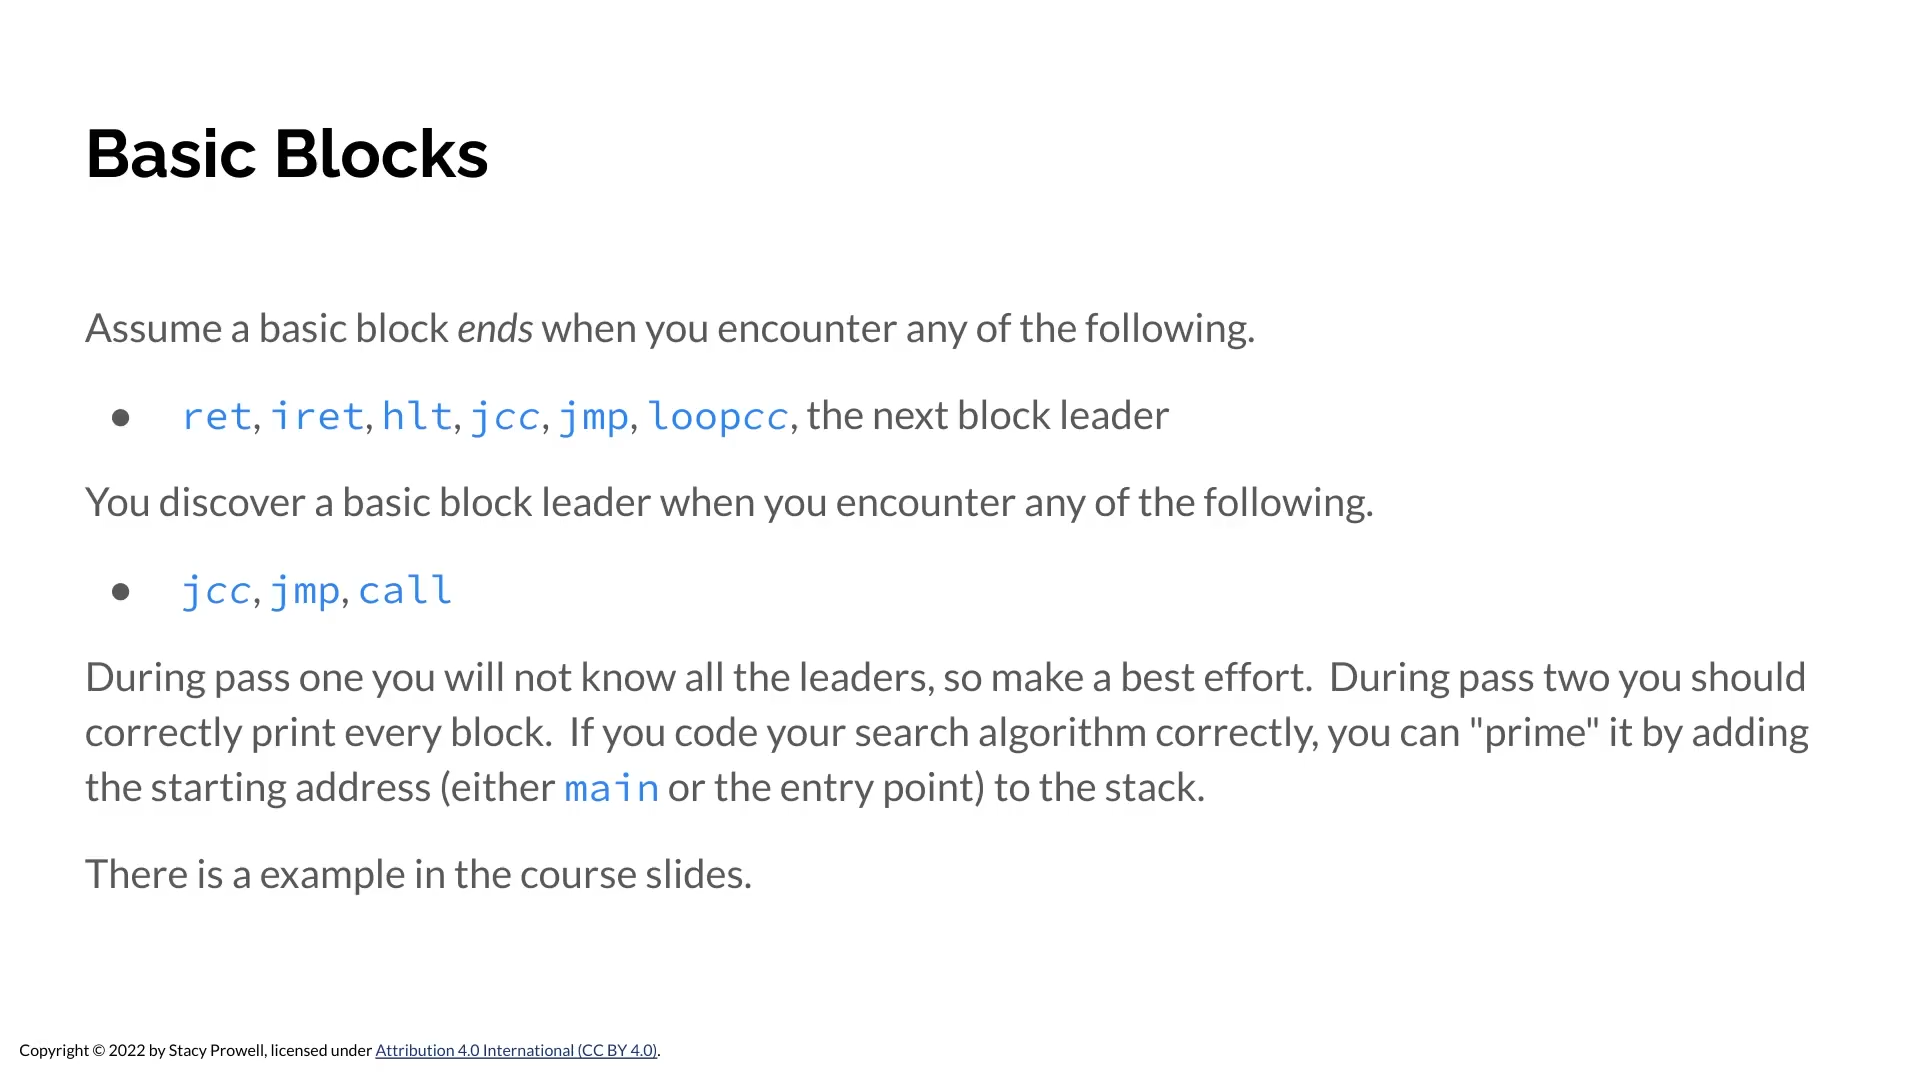 Basic Blocks
Assume a basic block ends when you encounter any of the following.
● ret, iret, hlt, jcc, jmp, loopcc, the next block leader
You discover a basic block leader when you encounter any of the following.
● jcc, jmp, call
During pass one you will not know all the leaders, so make a best effort.  During pass two you should
correctly print every block.  If you code your search algorithm correctly, you can "prime" it by adding
the starting address (either main or the entry point) to the stack.
There is a example in the course slides.
Copyright © 2022 by Stacy Prowell, licensed under Attribution 4.0 International (CC BY 4.0).